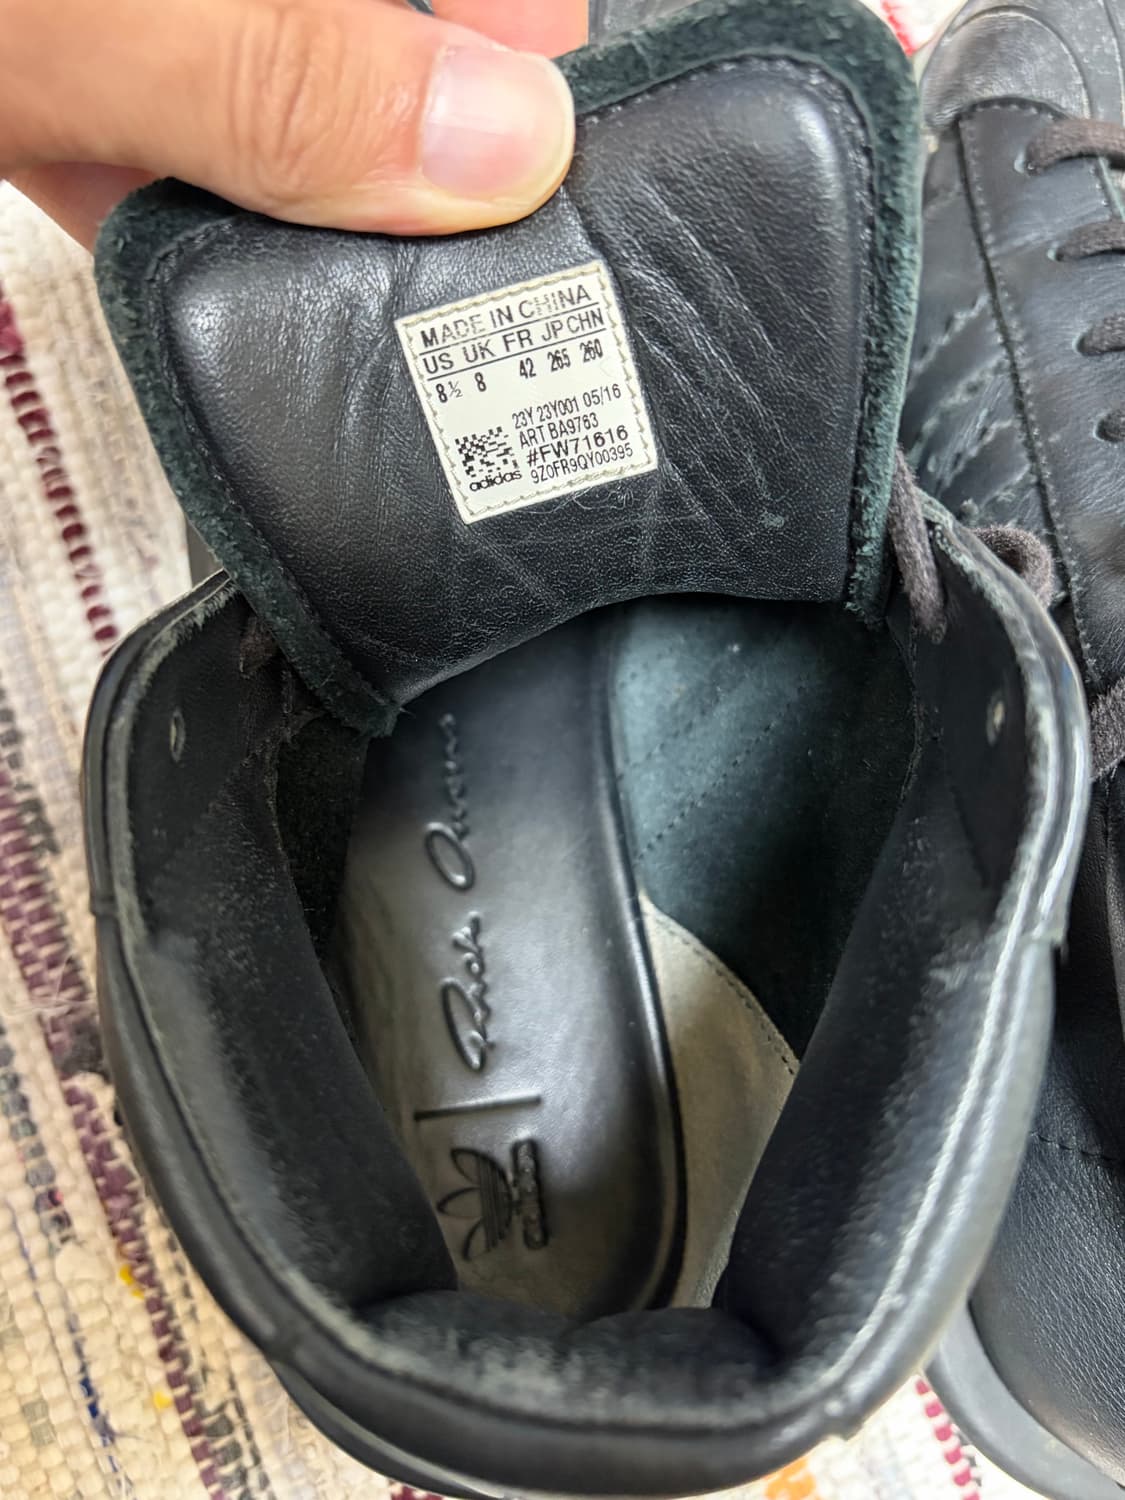 MADE IN CHINA
US UK FR JP CHN
8½ 8 42 265 260
23Y 23Y001 05/16
ART BA9763
#FW71616
9Z0FR9QY00395
adidas
Rick Owens
adidas